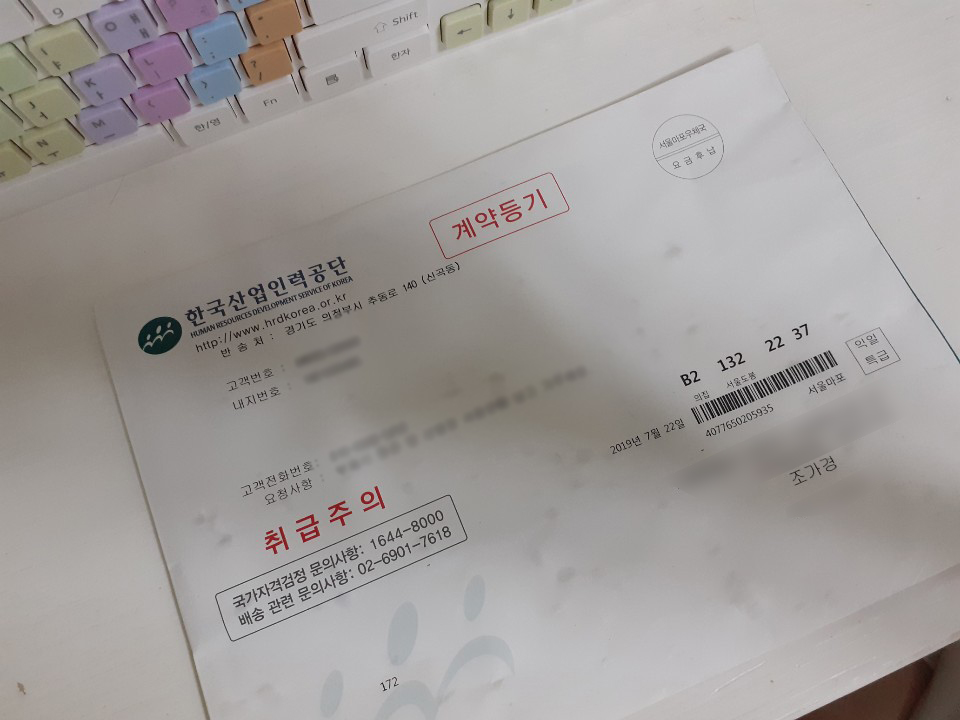 9
Shift
한/영
Fn
한자
서울마포우체국
요금후납
계약등기
한국산업인력공단
HUMAN RESOURCES DEVELOPMENT SERVICE OF KOREA
http://www.hrdkorea.or.kr
반 송 처 : 경기도 의정부시 추동로 140 (신곡동)
고객번호 :
내지번호 :
B2 132 22 37
의집 서울도봉
익일
특급
2019년 7월 22일
서울마포
4077650205935
조가경
고객전화번호:
요청사항 :
취급주의
국가자격검정 문의사항: 1644-8000
배송 관련 문의사항: 02-6901-7618
172